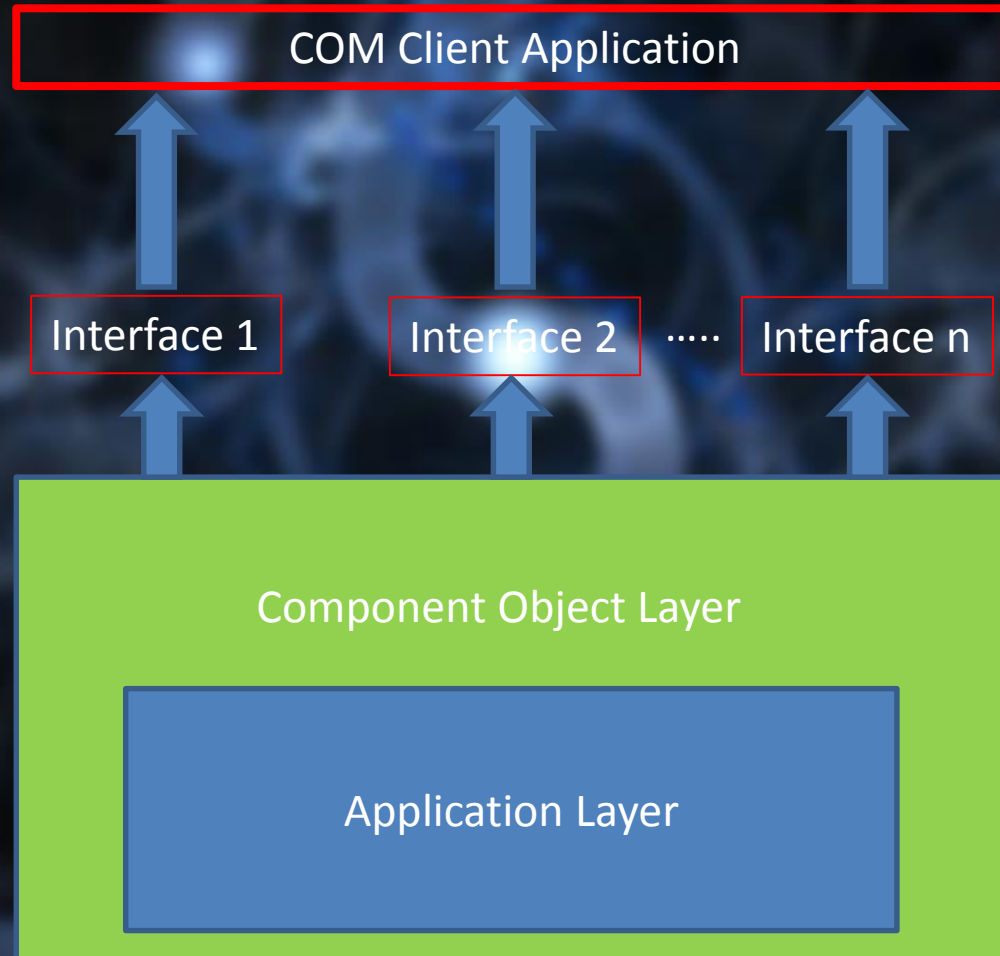 COM Client Application
Interface 1
Interface 2
.....
Interface n
Component Object Layer
Application Layer